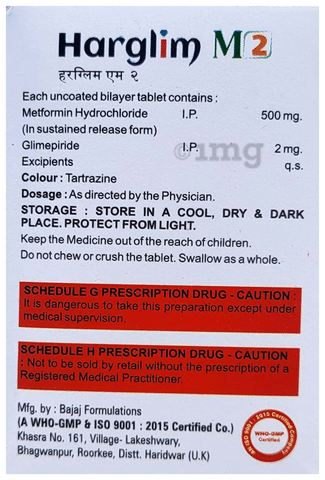 Harglim M2
हरग्लिम एम २
Each uncoated bilayer tablet contains :
Metformin Hydrochloride I.P. 500 mg.
(In sustained release form)
Glimepiride I.P. 2 mg.
Excipients q.s.
Colour : Tartrazine
Dosage : As directed by the Physician.
STORAGE : STORE IN A COOL, DRY & DARK
PLACE. PROTECT FROM LIGHT.
Keep the Medicine out of the reach of children.
Do not chew or crush the tablet. Swallow as a whole.
SCHEDULE G PRESCRIPTION DRUG - CAUTION :
It is dangerous to take this preparation except under
medical supervision.
SCHEDULE H PRESCRIPTION DRUG - CAUTION
: Not to be sold by retail without the prescription of a
Registered Medical Practitioner.
Mfg. by : Bajaj Formulations
(A WHO-GMP & ISO 9001 : 2015 Certified Co.)
Khasra No. 161, Village- Lakeshwary,
Bhagwanpur, Roorkee, Distt. Haridwar (U.K)
AN ISO 9001 : 2015 Certified Company
WHO-GMP
Certified
1mg